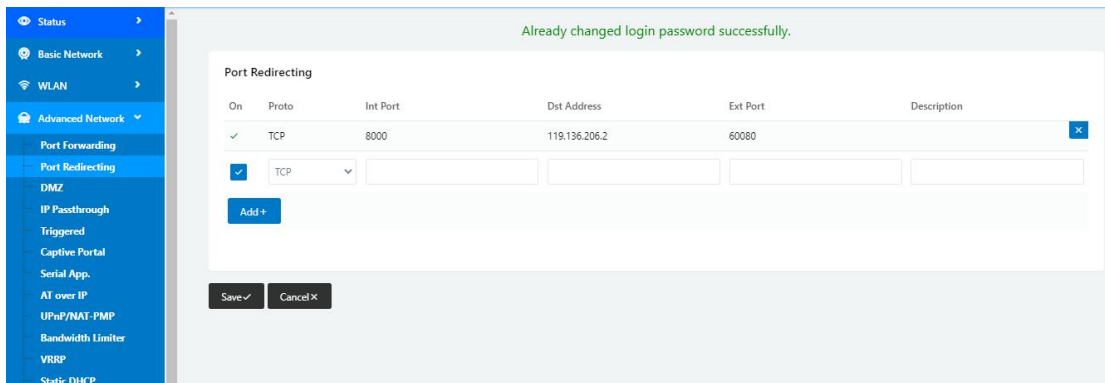 Status
Basic Network
WLAN
Advanced Network
Port Forwarding
Port Redirecting
DMZ
IP Passthrough
Triggered
Captive Portal
Serial App.
AT over IP
UPnP/NAT-PMP
Bandwidth Limiter
VRRP
Static DHCP
Already changed login password successfully.
Port Redirecting
On Proto Int Port Dst Address Ext Port Description
TCP 8000 119.136.206.2 60080
TCP
Add+
Save Cancel